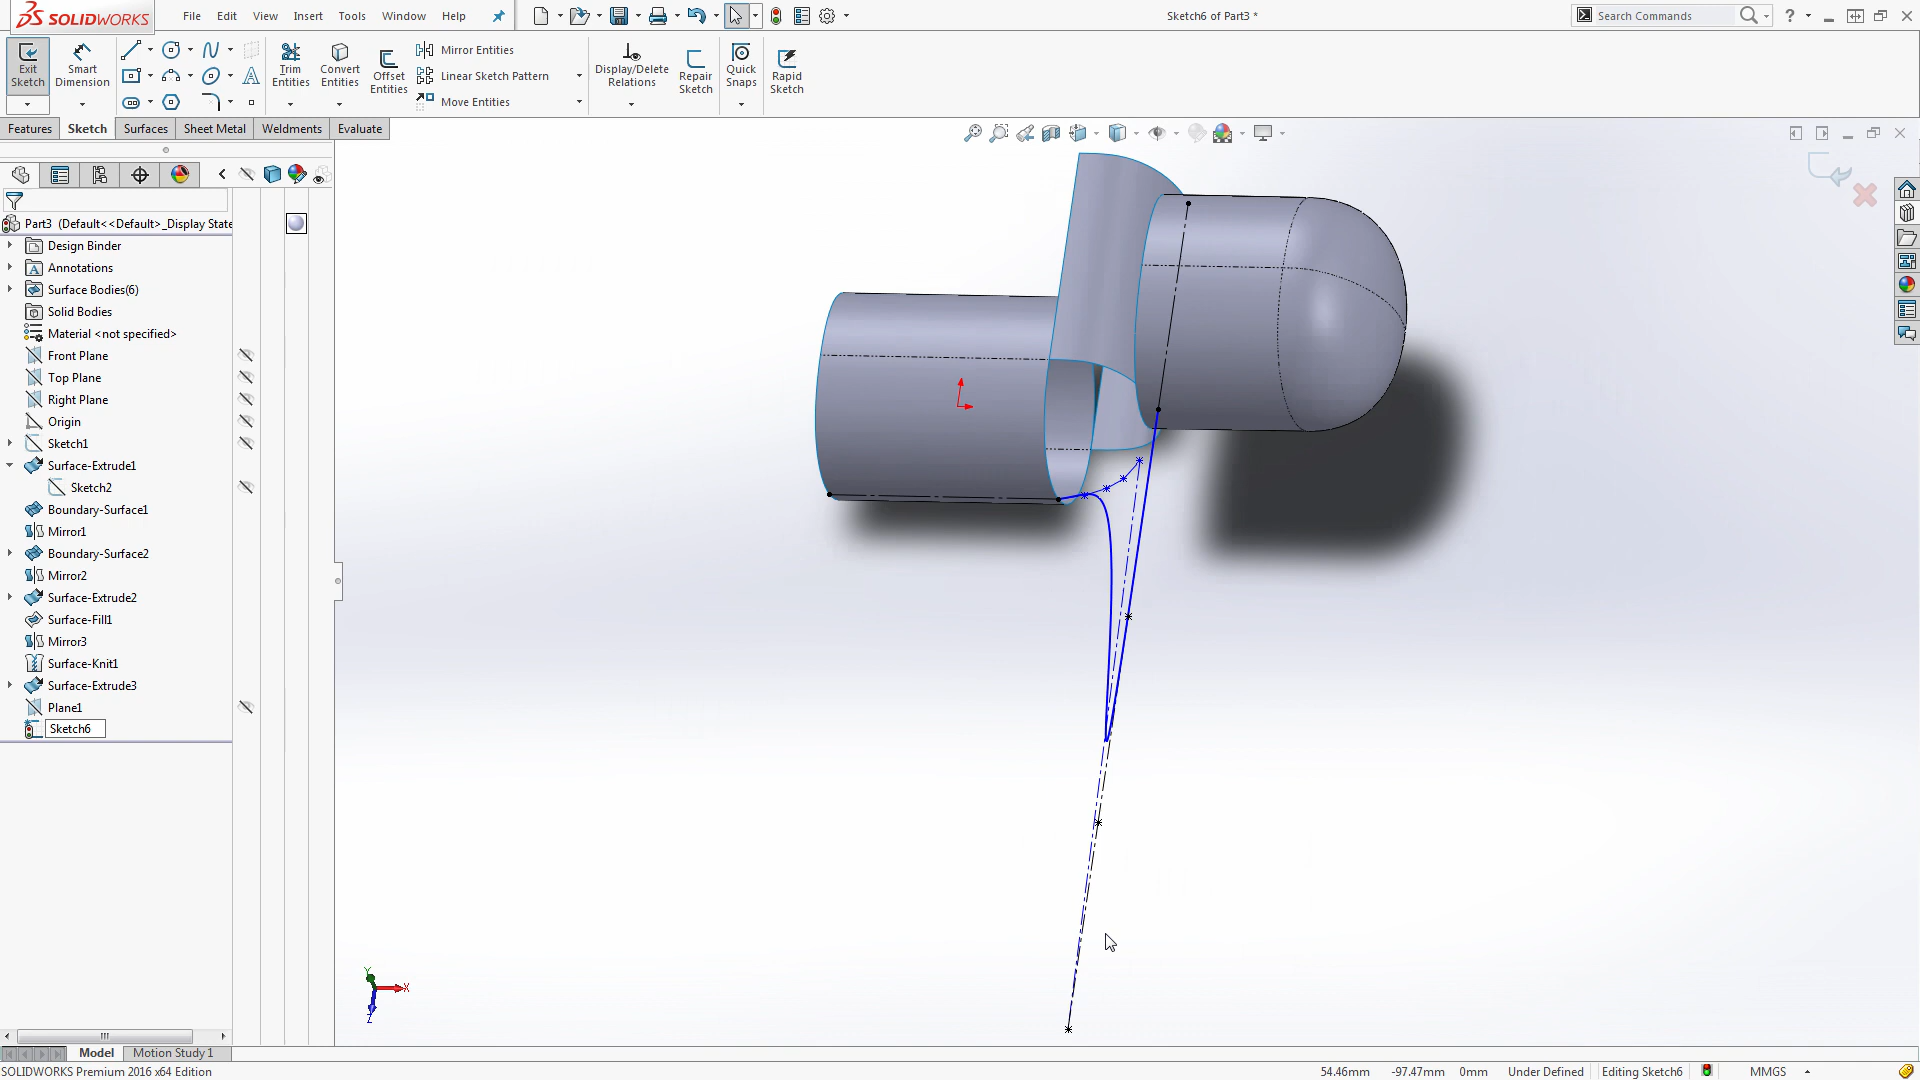 SOLIDWORKS
File Edit View Insert Tools Window Help
Sketch6 of Part3 *
Search Commands
Exit Sketch
Smart Dimension
Trim Entities
Convert Entities
Offset Entities
Mirror Entities
Linear Sketch Pattern
Move Entities
Display/Delete Relations
Repair Sketch
Quick Snaps
Rapid Sketch
Features Sketch Surfaces Sheet Metal Weldments Evaluate
Part3 (Default<<Default>_Display State
Design Binder
Annotations
Surface Bodies(6)
Solid Bodies
Material <not specified>
Front Plane
Top Plane
Right Plane
Origin
Sketch1
Surface-Extrude1
Sketch2
Boundary-Surface1
Mirror1
Boundary-Surface2
Mirror2
Surface-Extrude2
Surface-Fill1
Mirror3
Surface-Knit1
Surface-Extrude3
Plane1
Sketch6
Y
X
Z
Model Motion Study 1
SOLIDWORKS Premium 2016 x64 Edition
54.46mm -97.47mm 0mm Under Defined Editing Sketch6 MMGS